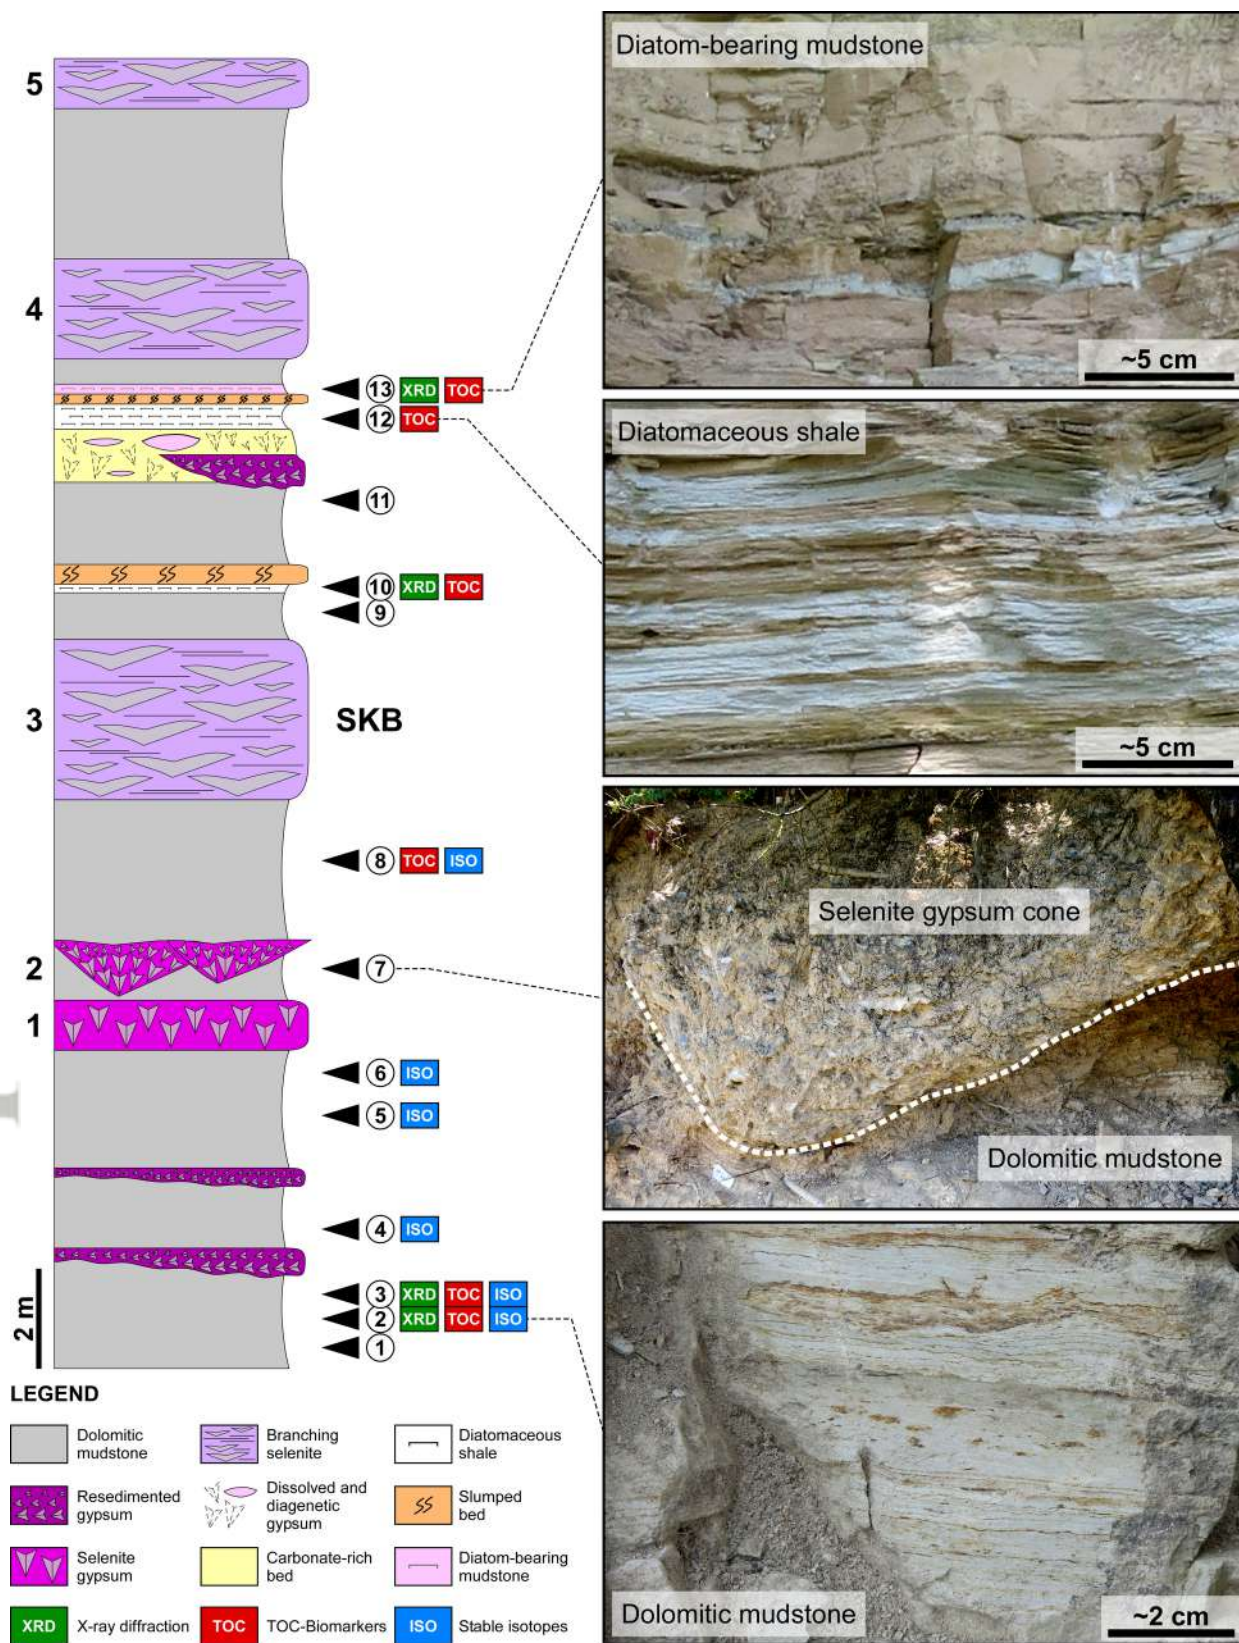 5
4
3
SKB
2
1
13 XRD TOC
12 TOC
11
10 XRD TOC
9
8 TOC ISO
7
6 ISO
5 ISO
4 ISO
3 XRD TOC ISO
2 XRD TOC ISO
1
2 m
Diatom-bearing mudstone
~5 cm
Diatomaceous shale
~5 cm
Selenite gypsum cone
Dolomitic mudstone
Dolomitic mudstone
~2 cm
LEGEND
Dolomitic
mudstone
Branching
selenite
Diatomaceous
shale
Resedimented
gypsum
Dissolved and
diagenetic
gypsum
Slumped
bed
Selenite
gypsum
Carbonate-rich
bed
Diatom-bearing
mudstone
XRD X-ray diffraction
TOC TOC-Biomarkers
ISO Stable isotopes